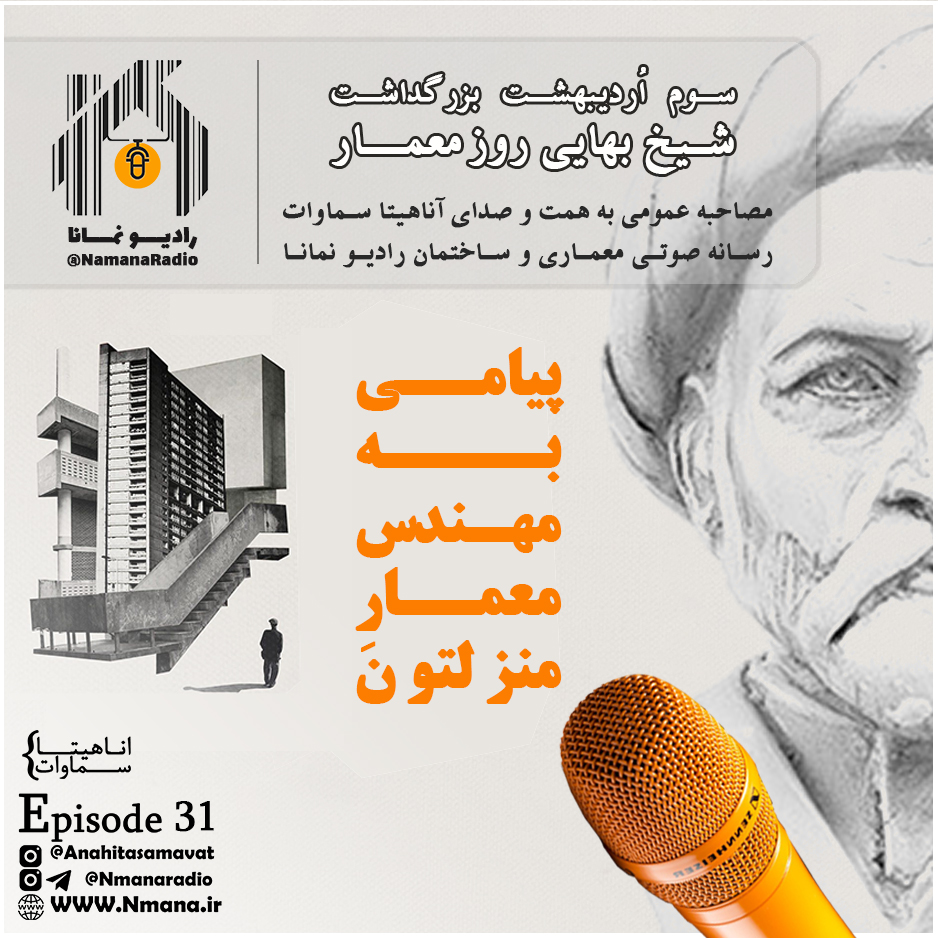 سوم اُردیبهشت بزرگداشت
شیخ بهایی روز معمار
مصاحبه عمومی به همت و صدای آناهیتا سماوات
رسانه صوتی معماری و ساختمان رادیو نمانا
رادیو نمانا
@NamanaRadio
پیامی
به
مهندس
معمارِ
منزلتونَ
اناهیتا
سماوات}
Episode 31
@Anahitasamavat
@Nmanaradio
WWW.Nmana.ir
SENNHEISER